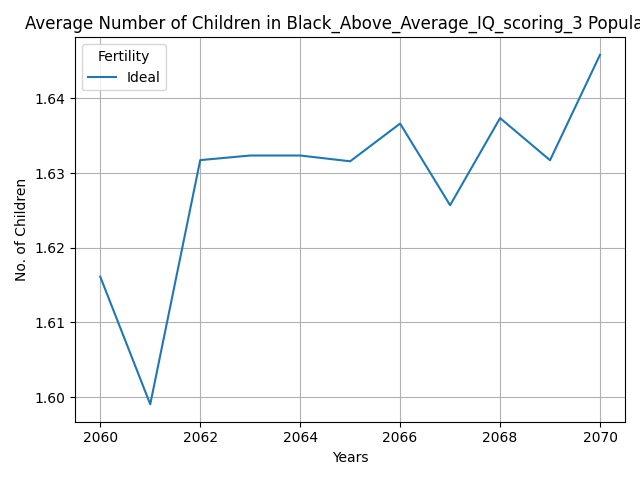 Average Number of Children in Black_Above_Average_IQ_scoring_3 Popula
Fertility
Ideal
1.64
1.63
1.62
1.61
1.60
No. of Children
2060
2062
2064
2066
2068
2070
Years